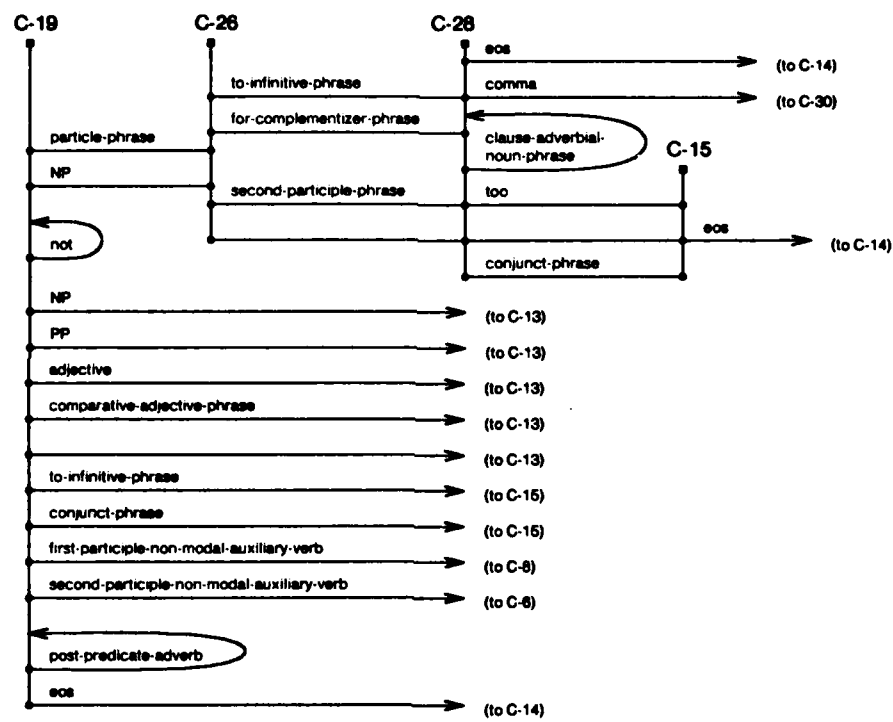 C-19 C-26 C-28
eos (to C-14)
to-infinitive-phrase comma (to C-30)
for-complementizer-phrase
particle-phrase clause-adverbial-
noun-phrase C-15
NP
second-participle-phrase too
not eos (to C-14)
conjunct-phrase
NP (to C-13)
PP (to C-13)
adjective (to C-13)
comparative-adjective-phrase (to C-13)
(to C-13)
to-infinitive-phrase (to C-15)
conjunct-phrase (to C-15)
first-participle-non-modal-auxiliary-verb (to C-8)
second-participle-non-modal-auxiliary-verb (to C-6)
post-predicate-adverb
eos (to C-14)